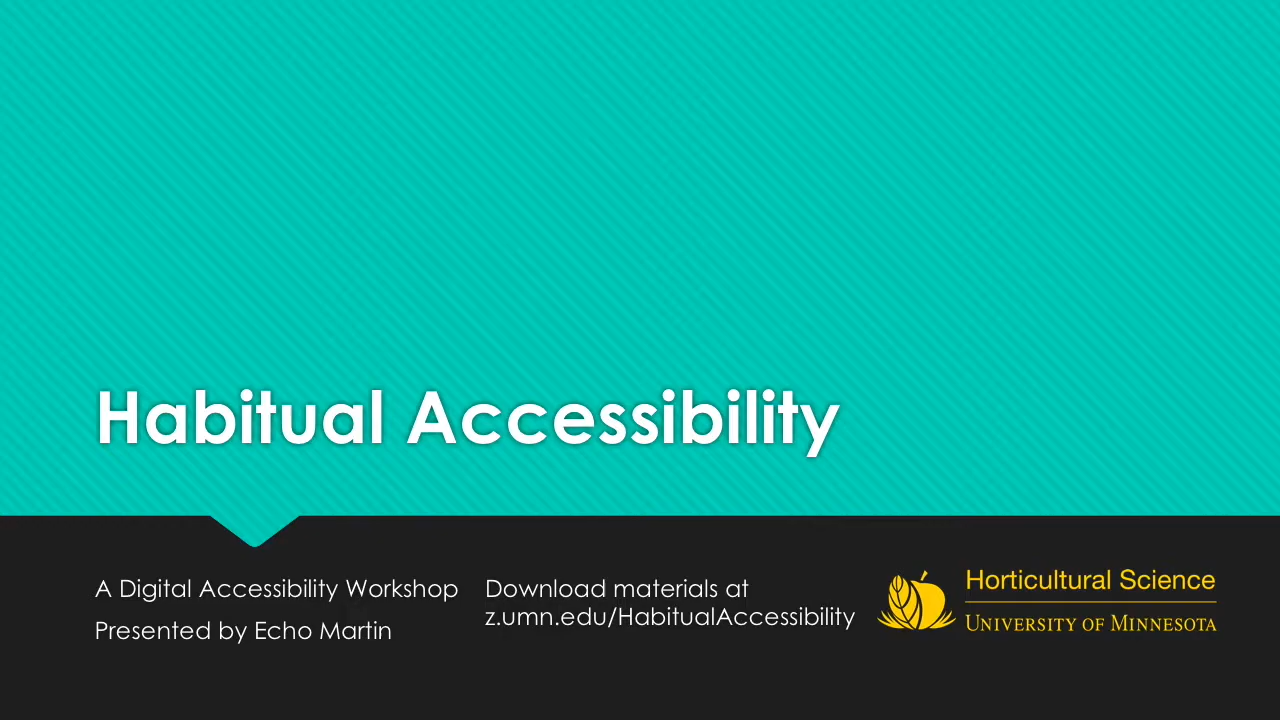 Habitual Accessibility
A Digital Accessibility Workshop
Presented by Echo Martin
Download materials at
z.umn.edu/HabitualAccessibility
Horticultural Science
University of Minnesota